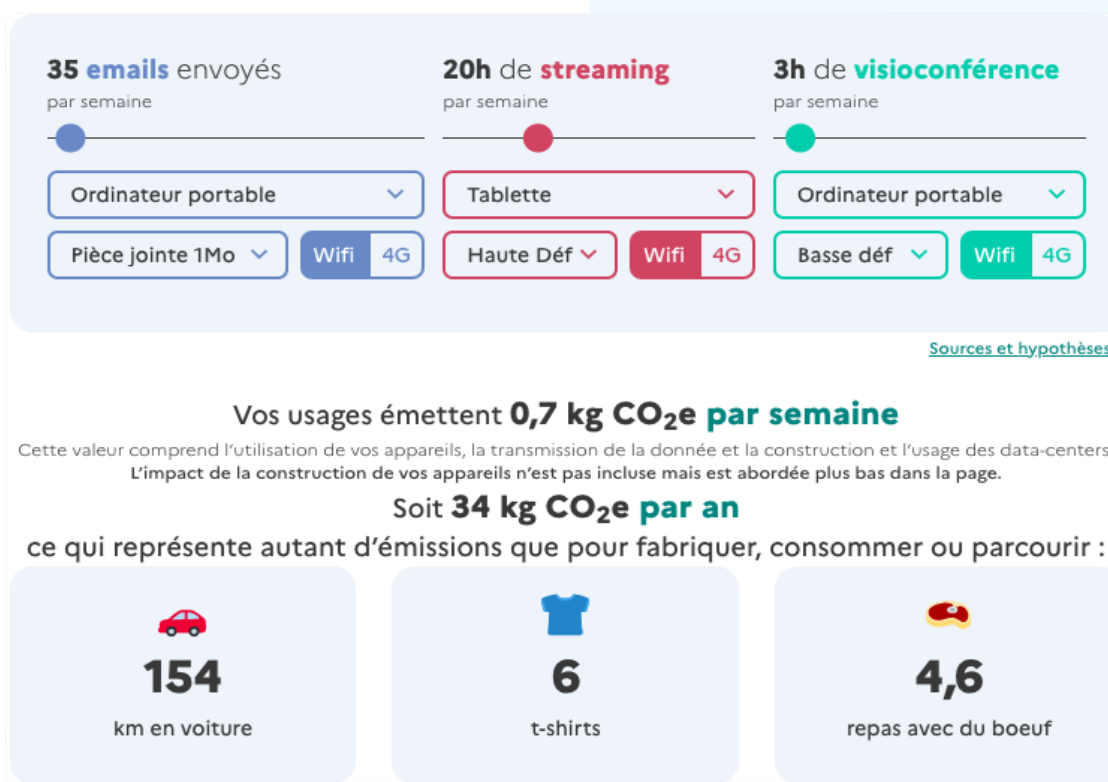 35 emails envoyés
par semaine
Ordinateur portable
Pièce jointe 1Mo
Wifi
4G
20h de streaming
par semaine
Tablette
Haute Déf
Wifi
4G
3h de visioconférence
par semaine
Ordinateur portable
Basse déf
Wifi
4G
Sources et hypothèses
Vos usages émettent 0,7 kg CO₂e par semaine
Cette valeur comprend l'utilisation de vos appareils, la transmission de la donnée et la construction et l'usage des data-centers
L'impact de la construction de vos appareils n'est pas incluse mais est abordée plus bas dans la page.
Soit 34 kg CO₂e par an
ce qui représente autant d'émissions que pour fabriquer, consommer ou parcourir :
154
km en voiture
6
t-shirts
4,6
repas avec du boeuf